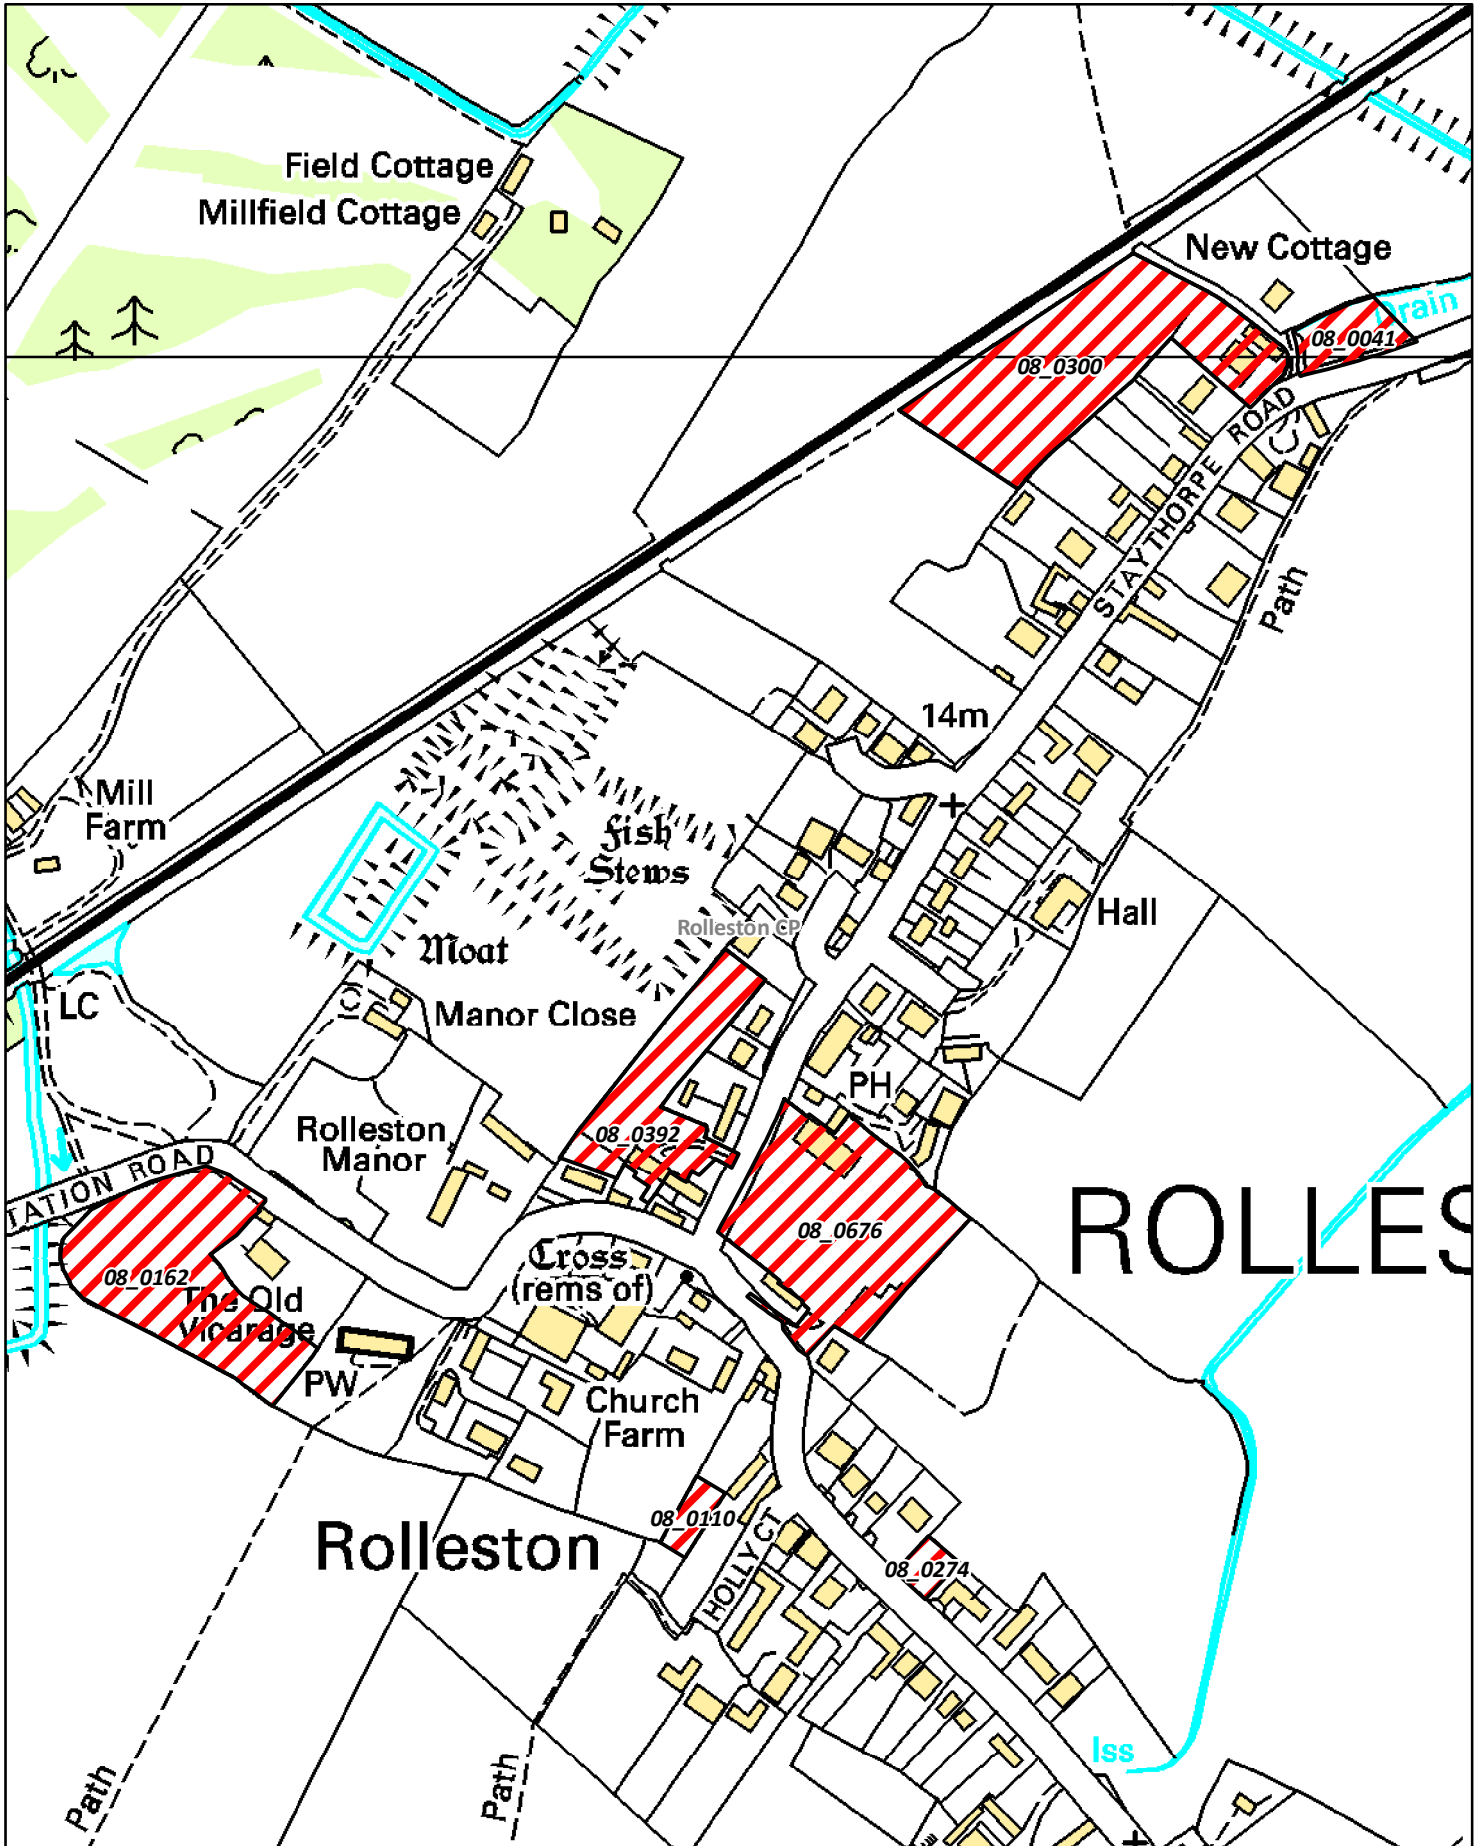 Field Cottage
Millfield Cottage
New Cottage
Drain
08_0041
08_0300
STAYTHORPE ROAD
Path
14m
Mill
Farm
Fish
Stews
Hall
Rolleston CP
Moat
LC
Manor Close
PH
Rolleston
Manor
08_0392
TATION ROAD
ROLLES
08_0676
Cross
(rems of)
08_0162
The Old
Vicarage
PW
Church
Farm
08_0110
HOLLY CT
Rolleston
08_0274
Iss
Path
Path